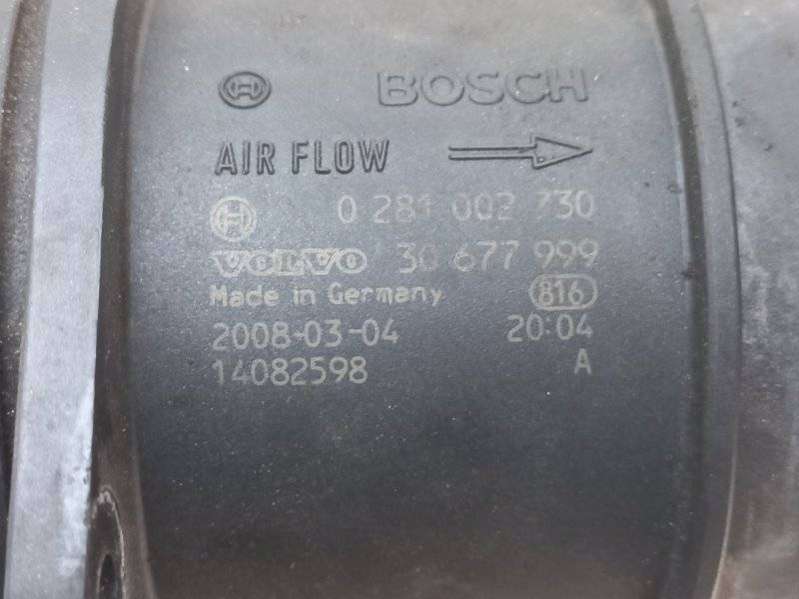 BOSCH
AIR FLOW
0 281 002 730
VOLVO 30 677 999
Made in Germany 816
2008-03-04 20:04
14082598 A